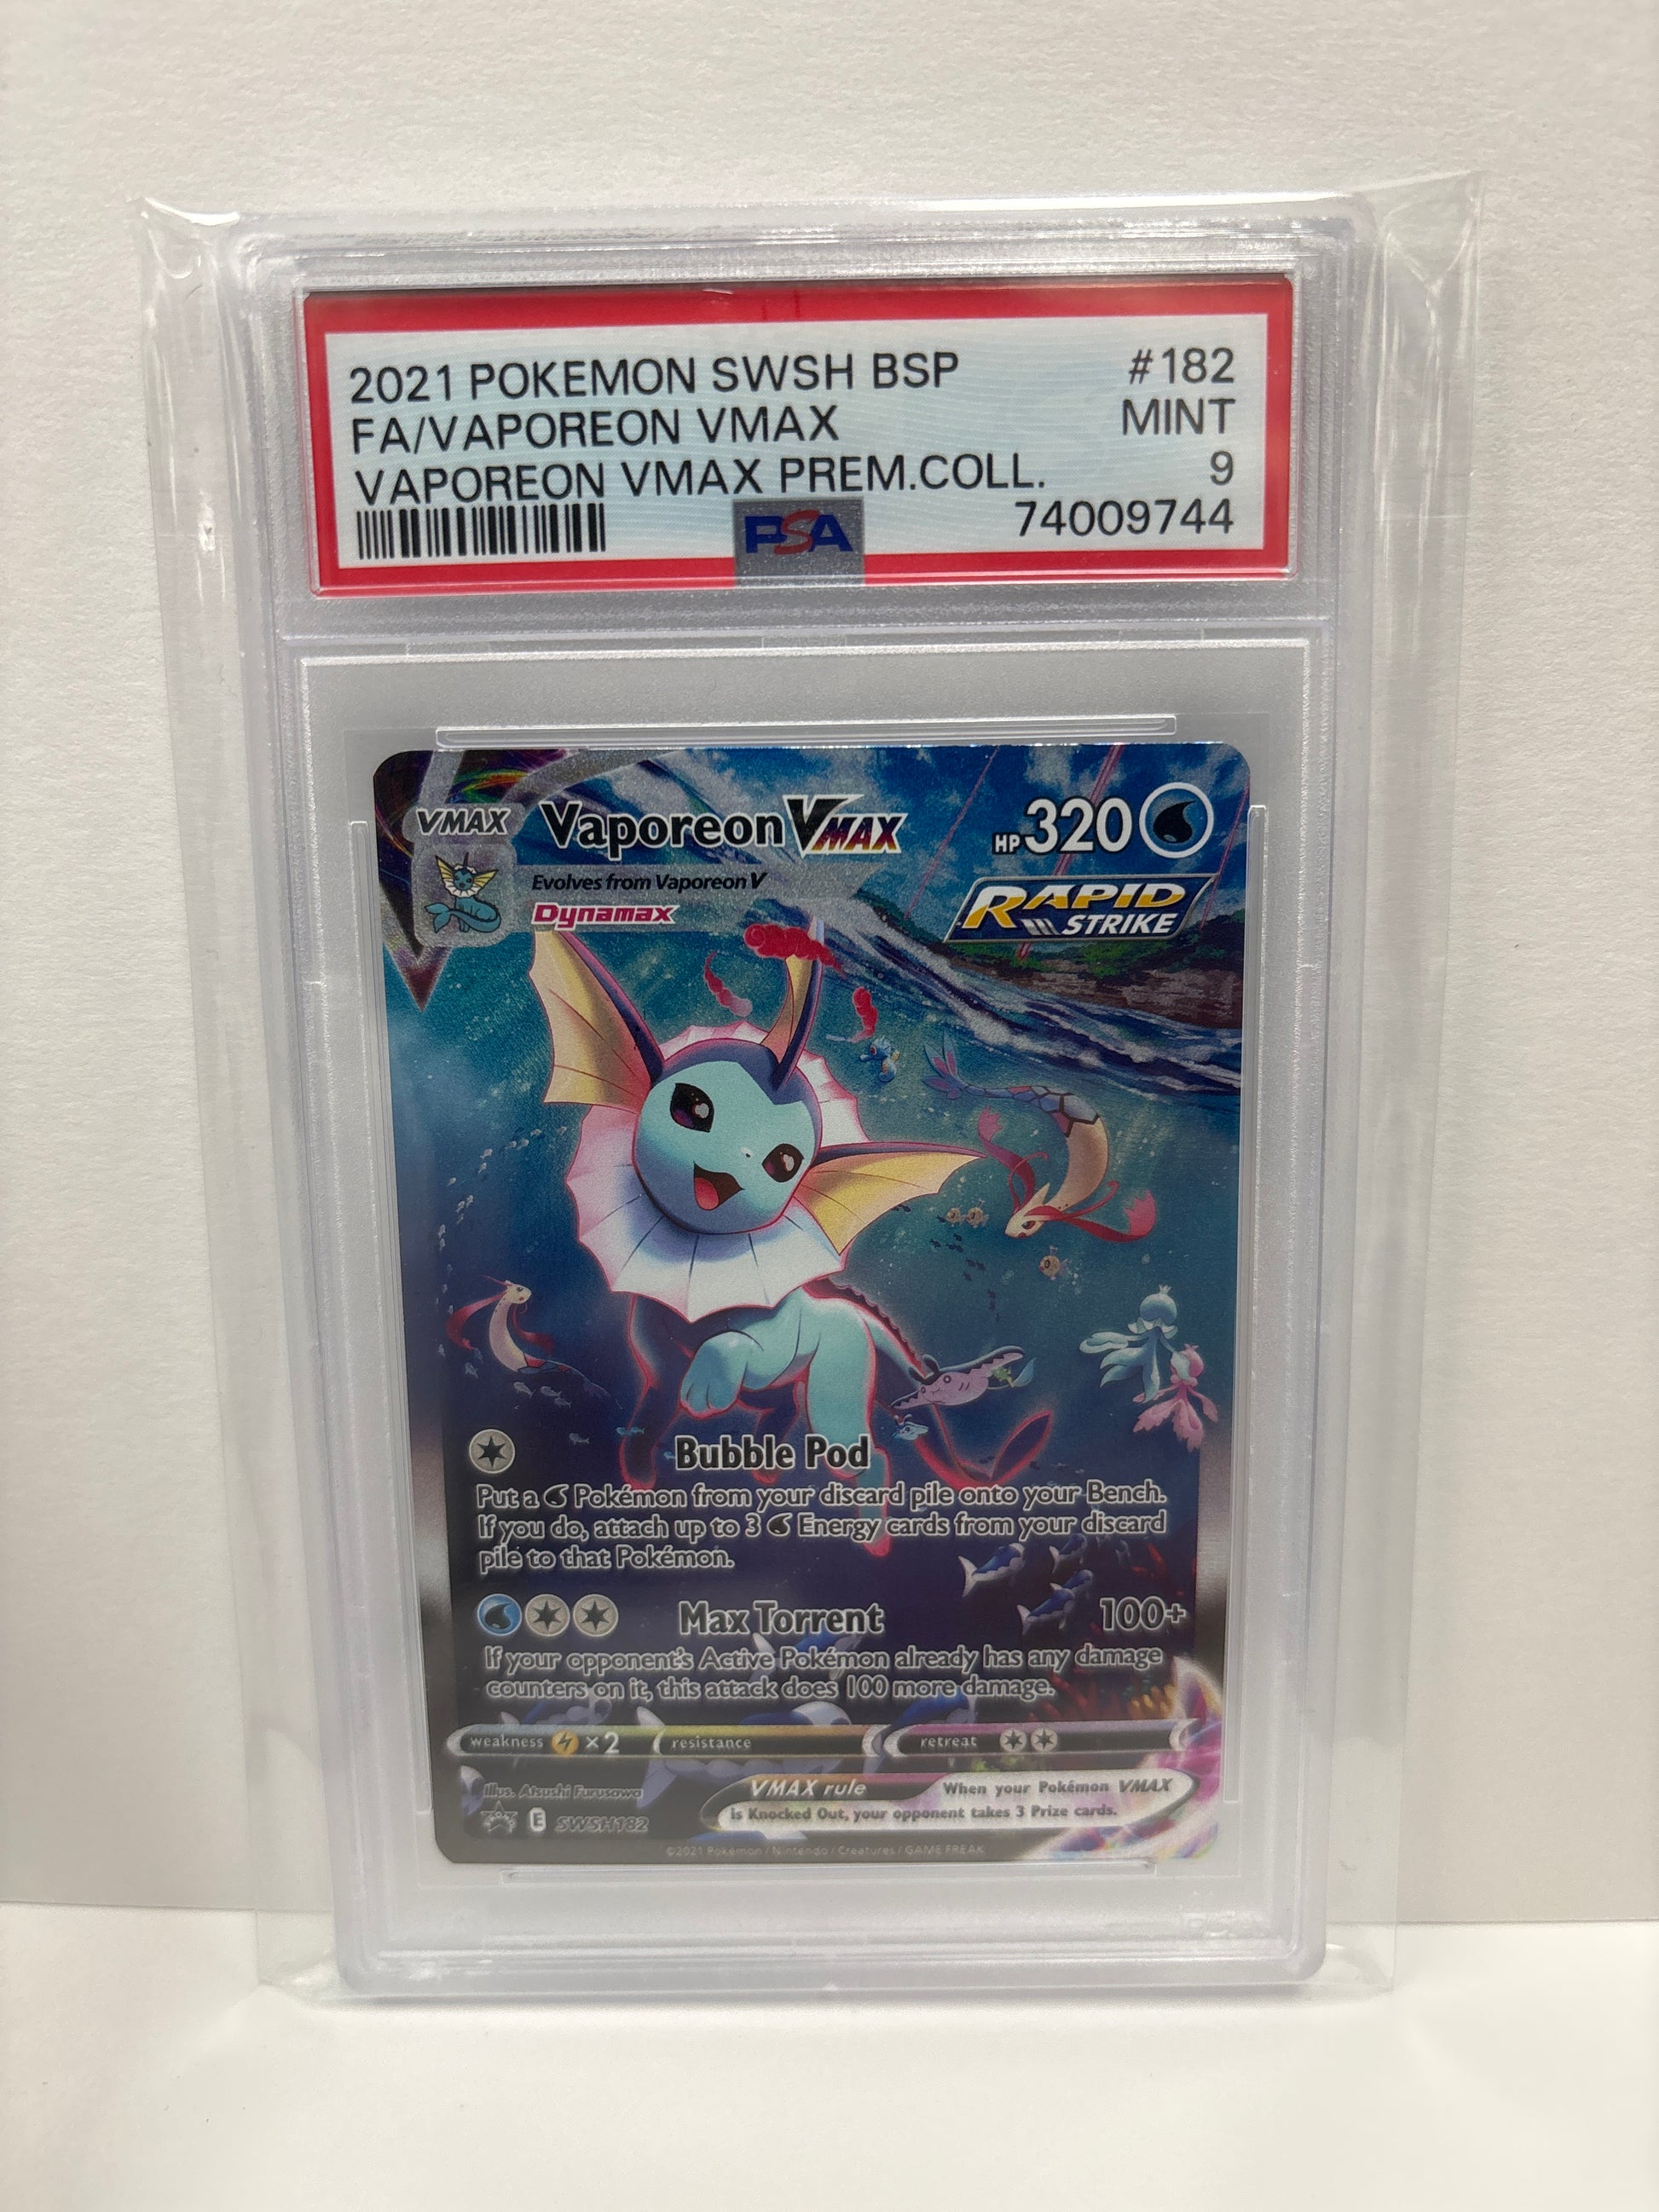 2021 POKEMON SWSH BSP #182
FA/VAPOREON VMAX MINT
VAPOREON VMAX PREM.COLL. 9
PSA 74009744
VMAX Vaporeon VMAX HP 320
Evolves from Vaporeon V
Dynamax
RAPID STRIKE
Bubble Pod
Put a Pokémon from your discard pile onto your Bench.
If you do, attach up to 3 Energy cards from your discard
pile to that Pokémon.
Max Torrent 100+
If your opponent's Active Pokémon already has any damage
counters on it, this attack does 100 more damage.
weakness ×2 resistance retreat
Illus. Atsushi Furusawa
VMAX rule When your Pokémon VMAX
is Knocked Out, your opponent takes 3 Prize cards.
E SWSH182
©2021 Pokémon / Nintendo / Creatures / GAME FREAK